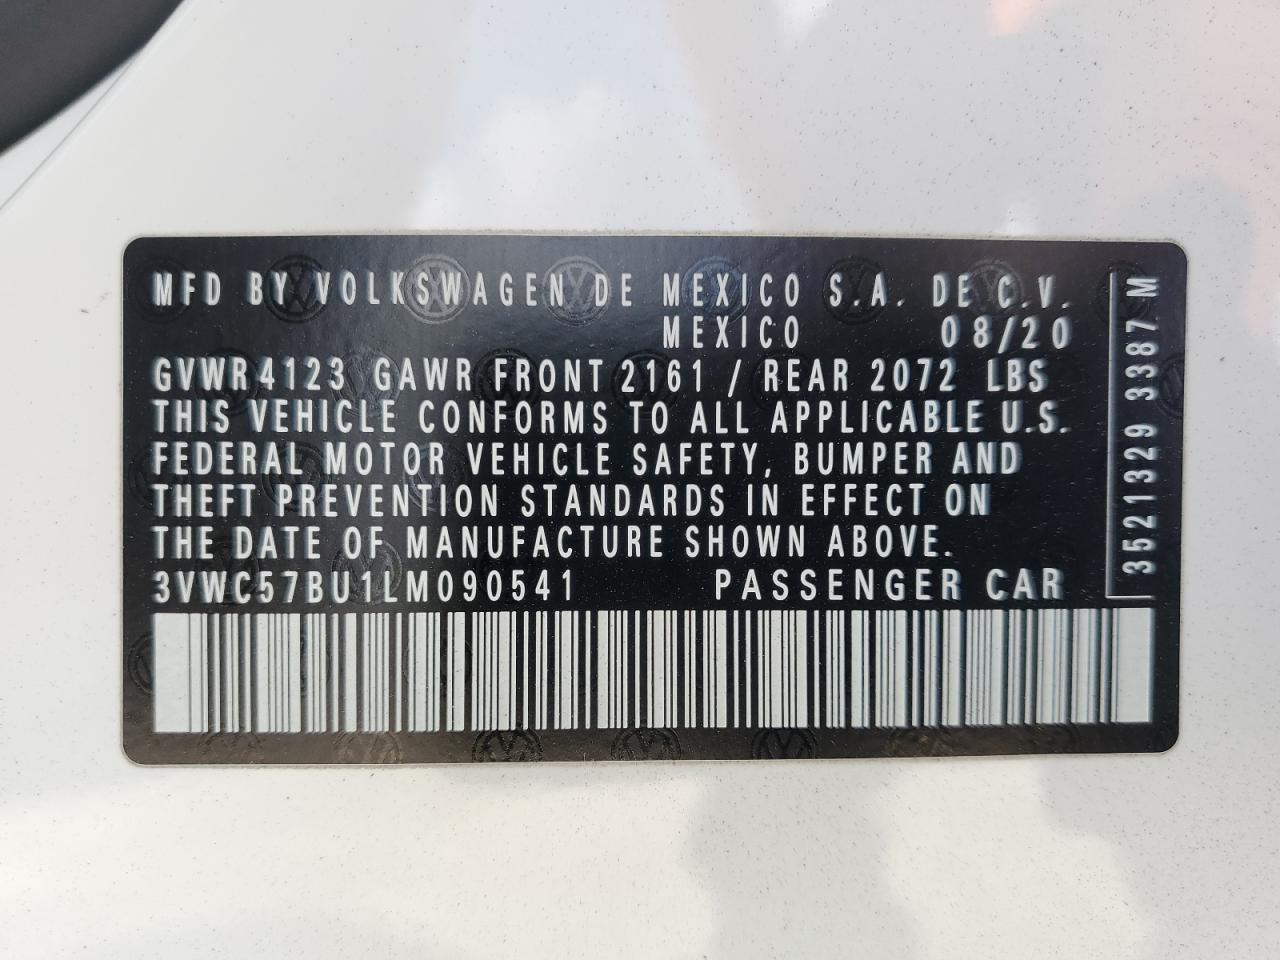 MFD BY VOLKSWAGEN DE MEXICO S.A. DE C.V.
MEXICO 08/20
GVWR 4123 GAWR FRONT 2161 / REAR 2072 LBS
THIS VEHICLE CONFORMS TO ALL APPLICABLE U.S.
FEDERAL MOTOR VEHICLE SAFETY, BUMPER AND
THEFT PREVENTION STANDARDS IN EFFECT ON
THE DATE OF MANUFACTURE SHOWN ABOVE.
3VWC57BU1LM090541 PASSENGER CAR
3521329 3387 M